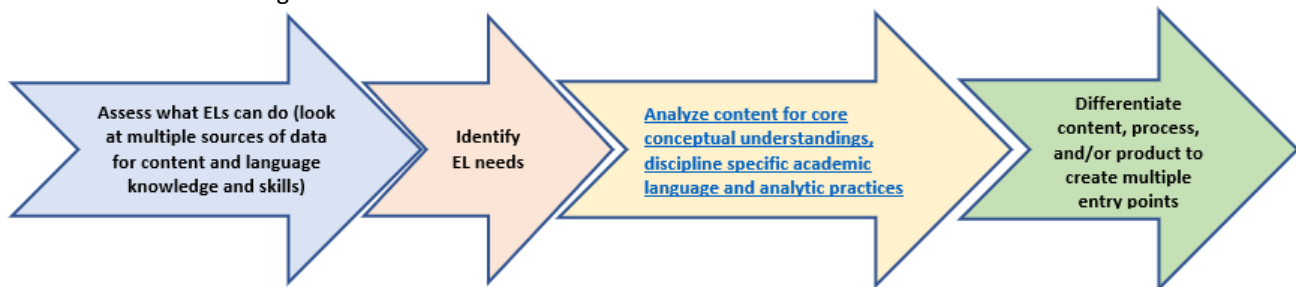 Assess what ELs can do (look
at multiple sources of data
for content and language
knowledge and skills)
Identify
EL needs
Analyze content for core
conceptual understandings,
discipline specific academic
language and analytic practices
Differentiate
content, process,
and/or product to
create multiple
entry points